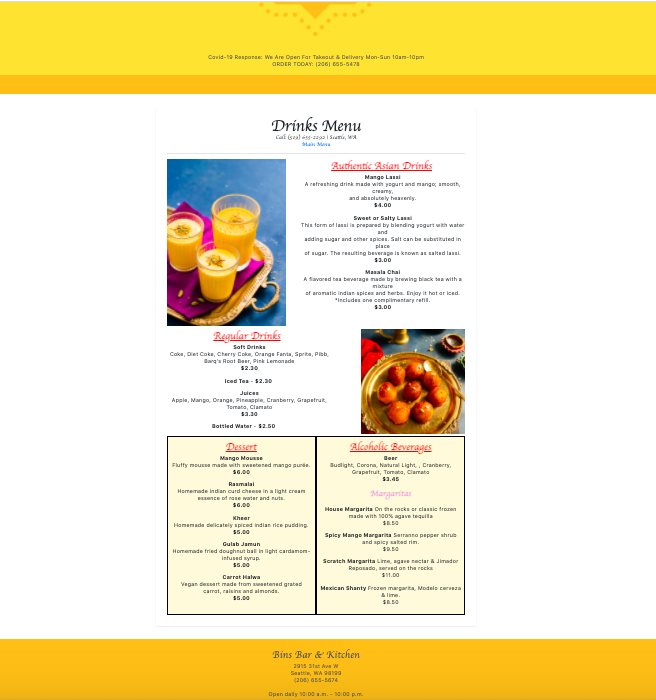 Covid-19 Response: We Are Open For Takeout & Delivery Mon-Sun 10am-10pm
ORDER TODAY: (206) 655-5478
Drinks Menu
Seattle, WA
Main Menu
Authentic Asian Drinks
Mango Lassi
A refreshing drink made with yogurt and mango; smooth,
creamy,
and absolutely heavenly.
$4.00
Sweet or Salty Lassi
This form of lassi is prepared by blending yogurt with water
and
adding sugar and other spices. Salt can be substituted in
place
of sugar. The resulting beverage is known as salted lassi.
$3.00
Masala Chai
A flavored tea beverage made by brewing black tea with a
mixture
of aromatic indian spices and herbs. Enjoy it hot or iced.
*Includes one complimentary refill.
$3.00
Regular Drinks
Soft Drinks
Coke, Diet Coke, Cherry Coke, Orange Fanta, Sprite, Pibb,
Barq's Root Beer, Pink Lemonade
$2.30
Iced Tea - $2.30
Juices
Apple, Mango, Orange, Pineapple, Cranberry, Grapefruit,
Tomato, Clamato
$3.30
Bottled Water - $2.50
Dessert
Mango Mousse
Fluffy mousse made with sweetened mango purée.
$6.00
Rasmalai
Homemade indian curd cheese in a light cream
essence of rose water and nuts.
$6.00
Kheer
Homemade delicately spiced indian rice pudding.
$5.00
Gulab Jamun
Homemade fried doughnut ball in light cardamom-
infused syrup.
$5.00
Carrot Halwa
Vegan dessert made from sweetened grated
carrot, raisins and almonds.
$5.00
Alcoholic Beverages
Beer
Budlight, Corona, Natural Light, , Cranberry,
Grapefruit, Tomato, Clamato
$3.45
Margaritas
House Margarita On the rocks or classic frozen
made with 100% agave tequilla
$8.50
Spicy Mango Margarita Serranno pepper shrub
and spicy salted rim.
$9.50
Scratch Margarita Lime, agave nectar & Jimador
Reposado, served on the rocks
$11.00
Mexican Shanty Frozen margarita, Modelo cerveza
& lime.
$8.50
Bins Bar & Kitchen
2915 31st Ave W
Seattle, WA 98199
(206) 655-5674
Open daily 10:00 a.m. - 10:00 p.m.